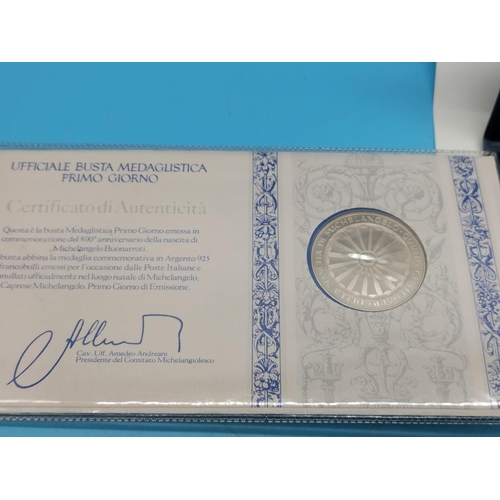 UFFICIALE BUSTA MEDAGLISTICA
PRIMO GIORNO
Certificato di Autenticità
Questa è busta Medaglistica Primo Giorno emessa in
commemorazione del 500° anniversario della nascita di
Michelangelo Buonarroti.
busta abbina la medaglia commemorativa in Argento 925
francobolli emessi per l'occasione dalle Poste Italiane e
nullati ufficialmente nel luogo natale di Michelangelo,
Caprese Michelangelo. Primo Giorno di Emissione.
Cav. Uff. Amedeo Andreani
Presidente del Comitato Michelangiolesco
DI MICHELANGELO